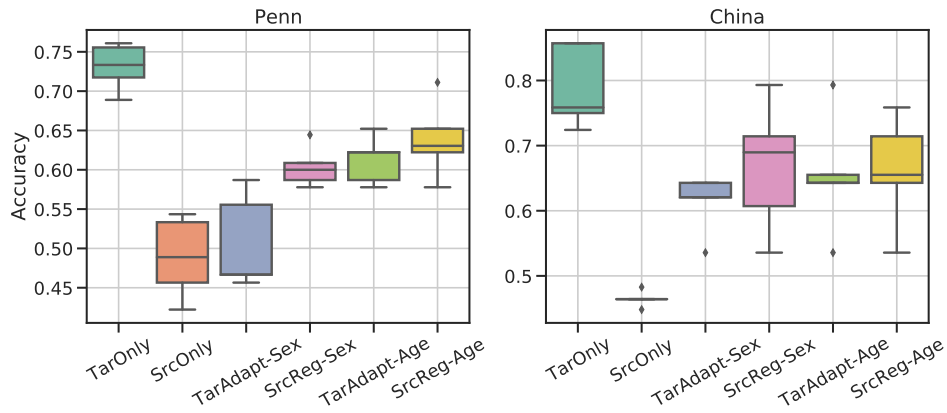 Penn
Accuracy
0.75
0.70
0.65
0.60
0.55
0.50
0.45
TarOnly
SrcOnly
TarAdapt-Sex
SrcReg-Sex
TarAdapt-Age
SrcReg-Age
China
0.8
0.7
0.6
0.5
TarOnly
SrcOnly
TarAdapt-Sex
SrcReg-Sex
TarAdapt-Age
SrcReg-Age